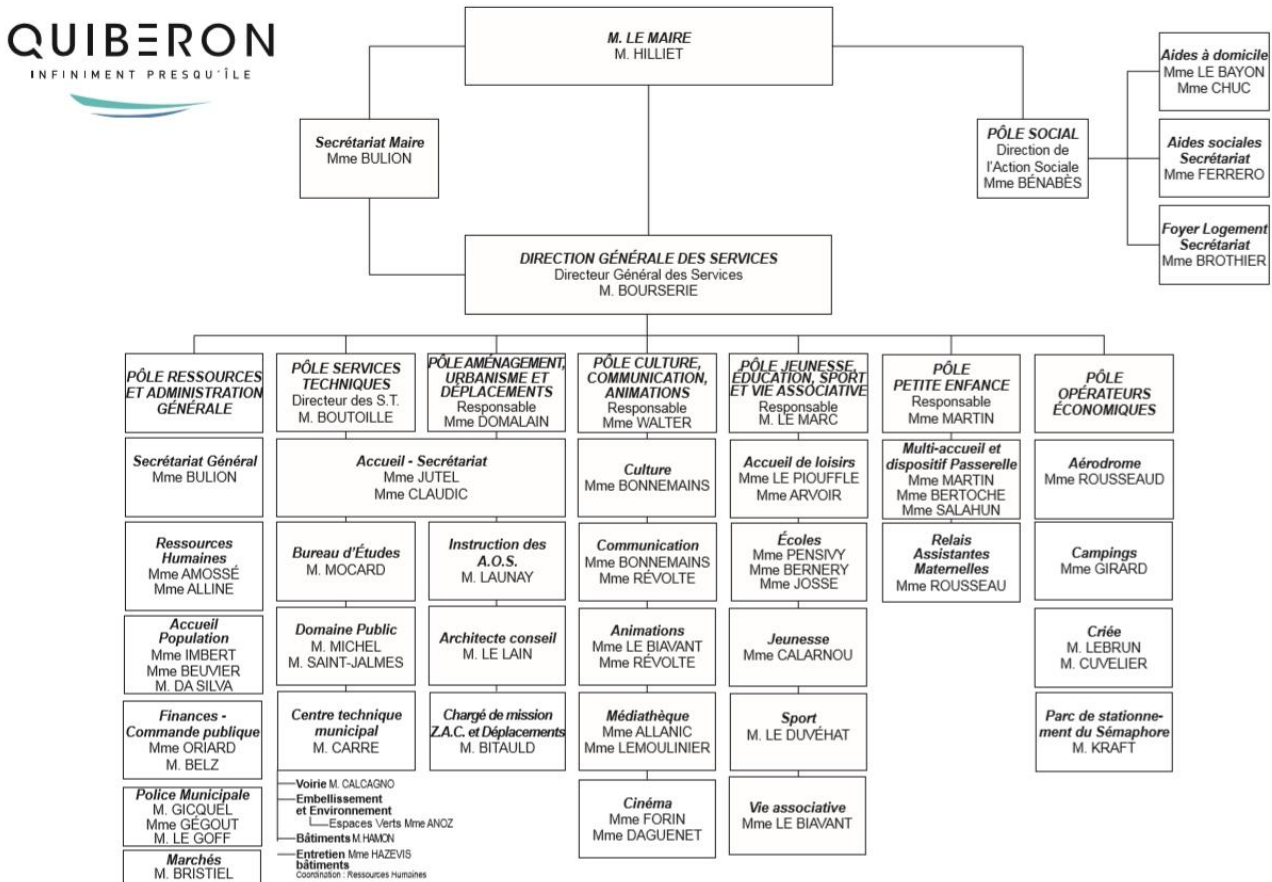 QUIBERON
INFINIMENT PRESQU'ÎLE
M. LE MAIRE
M. HILLIET
Secrétariat Maire
Mme BULION
PÔLE SOCIAL
Direction de
l'Action Sociale
Mme BÉNABÈS
Aides à domicile
Mme LE BAYON
Mme CHUC
Aides sociales
Secrétariat
Mme FERRERO
Foyer Logement
Secrétariat
Mme BROTHIER
DIRECTION GÉNÉRALE DES SERVICES
Directeur Général des Services
M. BOURSERIE
PÔLE RESSOURCES
ET ADMINISTRATION
GÉNÉRALE
Secrétariat Général
Mme BULION
Ressources
Humaines
Mme AMOSSÉ
Mme ALLINE
Accueil
Population
Mme IMBERT
Mme BEUVIER
M. DA SILVA
Finances -
Commande publique
Mme ORIARD
M. BELZ
Police Municipale
M. GICQUEL
Mme GÉGOUT
M. LE GOFF
Marchés
M. BRISTIEL
PÔLE SERVICES
TECHNIQUES
Directeur des S.T.
M. BOUTOILLE
PÔLE AMÉNAGEMENT,
URBANISME ET
DÉPLACEMENTS
Responsable
Mme DOMALAIN
Accueil - Secrétariat
Mme JUTEL
Mme CLAUDIC
Bureau d'Études
M. MOCARD
Domaine Public
M. MICHEL
M. SAINT-JALMES
Centre technique
municipal
M. CARRE
Voirie M. CALCAGNO
Embellissement
et Environnement
Espaces Verts Mme ANOZ
Bâtiments M.HAMON
Entretien Mme HAZEVIS
bâtiments
Coordination : Ressources Humaines
Instruction des
A.O.S.
M. LAUNAY
Architecte conseil
M. LE LAIN
Chargé de mission
Z.A.C. et Déplacements
M. BITAULD
PÔLE CULTURE,
COMMUNICATION,
ANIMATIONS
Responsable
Mme WALTER
Culture
Mme BONNEMAINS
Communication
Mme BONNEMAINS
Mme RÉVOLTE
Animations
Mme LE BIAVANT
Mme RÉVOLTE
Médiathèque
Mme ALLANIC
Mme LEMOULINIER
Cinéma
Mme FORIN
Mme DAGUENET
PÔLE JEUNESSE,
ÉDUCATION, SPORT
ET VIE ASSOCIATIVE
Responsable
M. LE MARC
Accueil de loisirs
Mme LE PIOUFFLE
Mme ARVOIR
Écoles
Mme PENSIVY
Mme BERNERY
Mme JOSSE
Jeunesse
Mme CALARNOU
Sport
M. LE DUVÉHAT
Vie associative
Mme LE BIAVANT
PÔLE
PETITE ENFANCE
Responsable
Mme MARTIN
Multi-accueil et
dispositif Passerelle
Mme MARTIN
Mme BERTOCHE
Mme SALAHUN
Relais
Assistantes
Maternelles
Mme ROUSSEAU
PÔLE
OPÉRATEURS
ÉCONOMIQUES
Aérodrome
Mme ROUSSEAUD
Campings
Mme GIRARD
Criée
M. LEBRUN
M. CUVELIER
Parc de stationne-
ment du Sémaphore
M. KRAFT